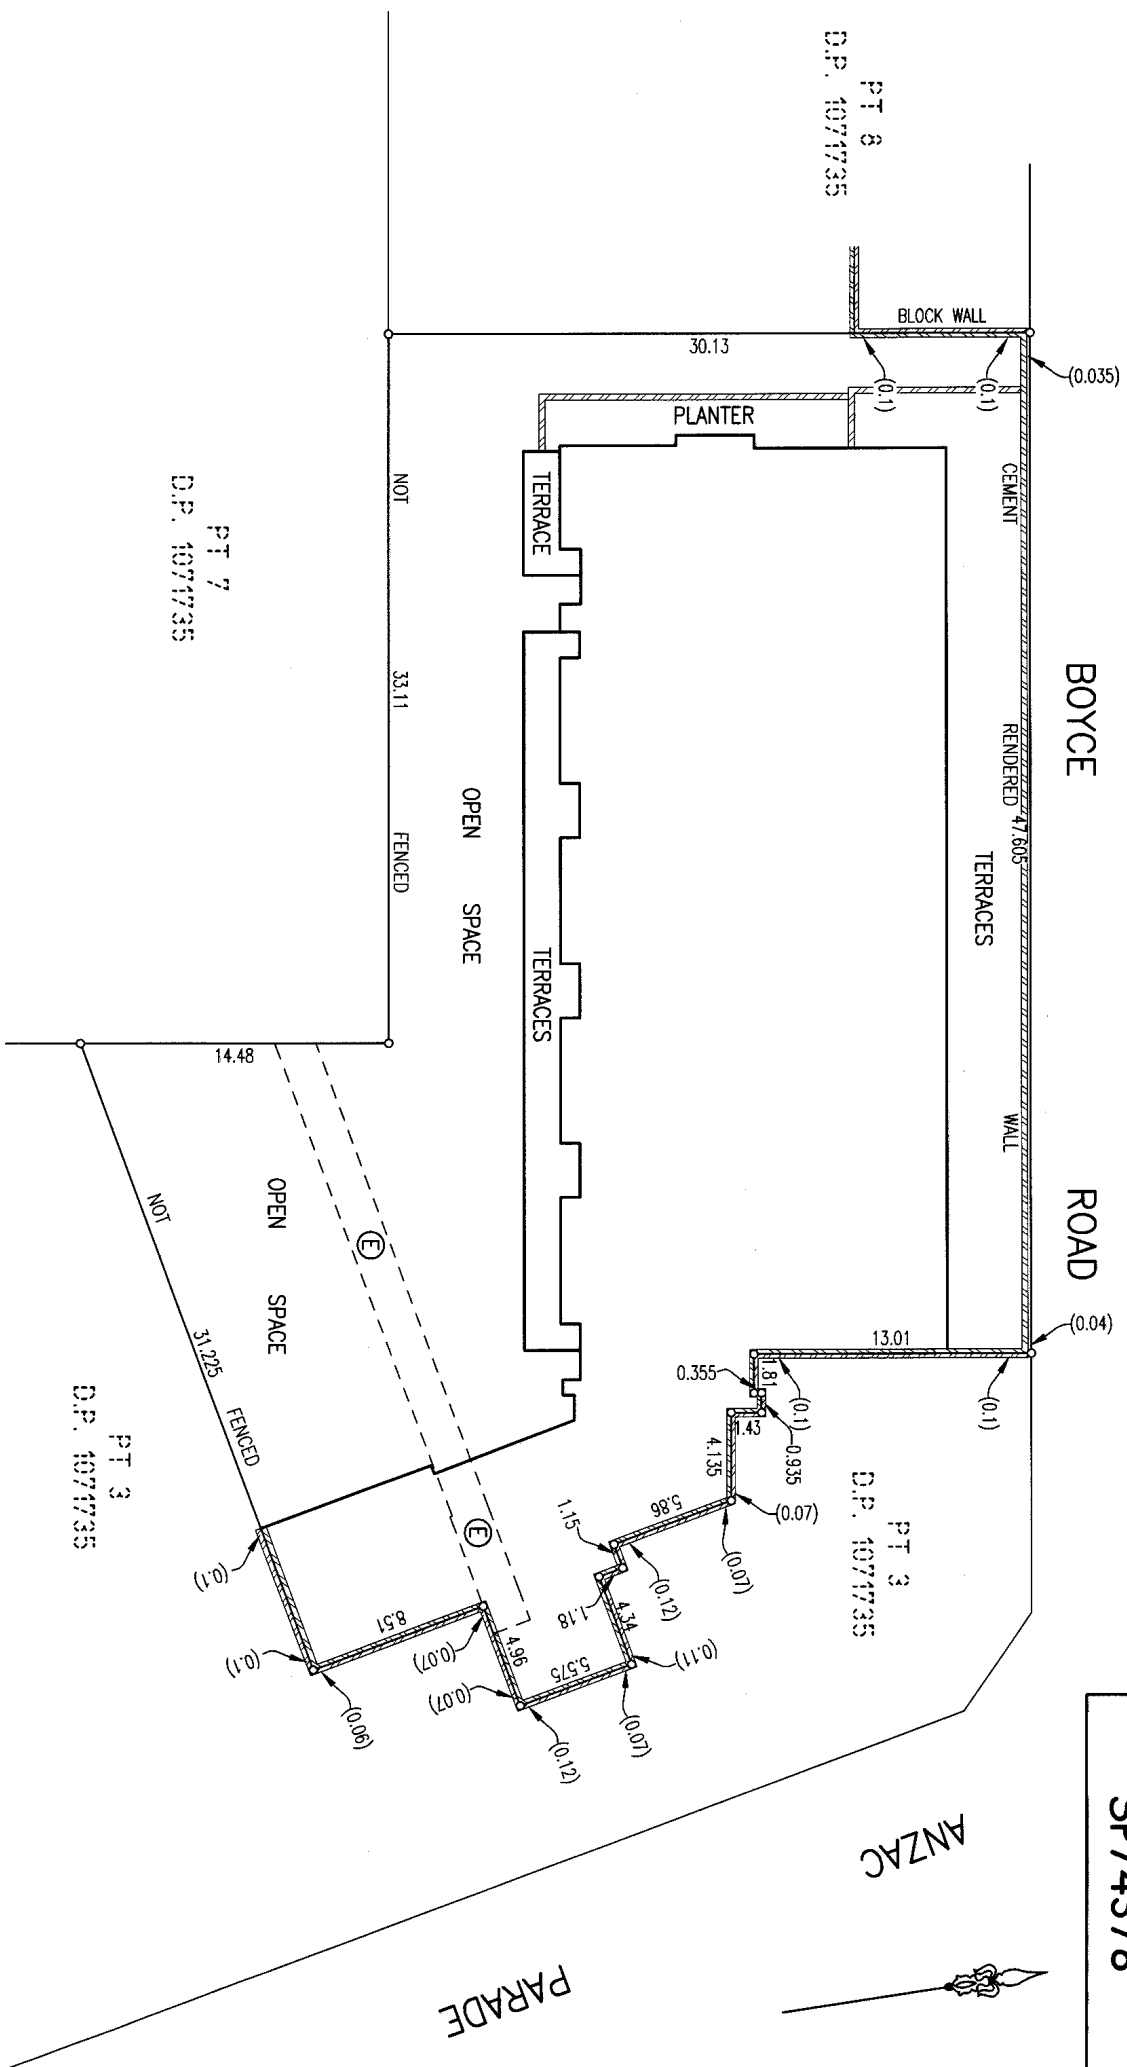 SP74378
BOYCE ROAD
(0.035)
(0.04)
BLOCK WALL
(0.1)
(0.1)
CEMENT RENDERED WALL
47.605
TERRACES
13.01
(0.1)
(0.1)
PT 6
D.P. 1071735
30.13
PLANTER
TERRACE
TERRACES
OPEN SPACE
NOT FENCED
33.11
PT 7
D.P. 1071735
14.48
OPEN SPACE
E
E
NOT FENCED
31.225
PT 3
D.P. 1071735
0.355
1.81
0.935
1.43
4.135
(0.07)
5.86
(0.07)
1.15
(0.12)
1.18
4.34
(0.11)
5.575
(0.07)
4.96
(0.12)
(0.07)
(0.07)
8.51
(0.06)
(0.1)
(0.1)
PT 3
D.P. 1071735
ANZAC PARADE